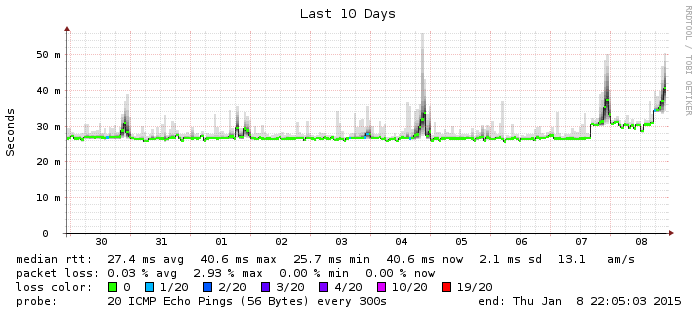 Last 10 Days
RRDTOOL / TOBI OETIKER
Seconds
50 m
40 m
30 m
20 m
10 m
0
30 31 01 02 03 04 05 06 07 08
median rtt: 27.4 ms avg 40.6 ms max 25.7 ms min 40.6 ms now 2.1 ms sd 13.1 am/s
packet loss: 0.03 % avg 2.93 % max 0.00 % min 0.00 % now
loss color: 0 1/20 2/20 3/20 4/20 10/20 19/20
probe: 20 ICMP Echo Pings (56 Bytes) every 300s end: Thu Jan 8 22:05:03 2015